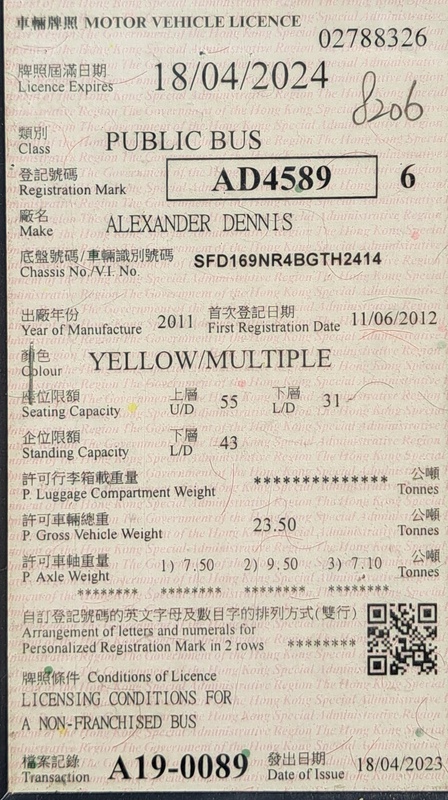 車輛牌照 MOTOR VEHICLE LICENCE
02788326
牌照屆滿日期
Licence Expires
18/04/2024
8206
類別
Class
PUBLIC BUS
登記號碼
Registration Mark
AD4589
6
廠名
Make
ALEXANDER DENNIS
底盤號碼/車輛識別號碼
Chassis No./V.I. No.
SFD169NR4BGTH2414
出廠年份
Year of Manufacture
2011
首次登記日期
First Registration Date
11/06/2012
顏色
Colour
YELLOW/MULTIPLE
座位限額
Seating Capacity
上層
U/D
55
下層
L/D
31
企位限額
Standing Capacity
下層
L/D
43
許可行李箱載重量
P. Luggage Compartment Weight
**************
公噸
Tonnes
許可車輛總重
P. Gross Vehicle Weight
23.50
公噸
Tonnes
許可車軸重量
P. Axle Weight
1) 7.50 2) 9.50 3) 7.10
公噸
Tonnes
******** ******** ******** ********
自訂登記號碼的英文字母及數目字的排列方式(雙行)
Arrangement of letters and numerals for
Personalized Registration Mark in 2 rows
********
牌照條件 Conditions of Licence
LICENSING CONDITIONS FOR
A NON-FRANCHISED BUS
檔案記錄
Transaction
A19-0089
發出日期
Date of Issue
18/04/2023